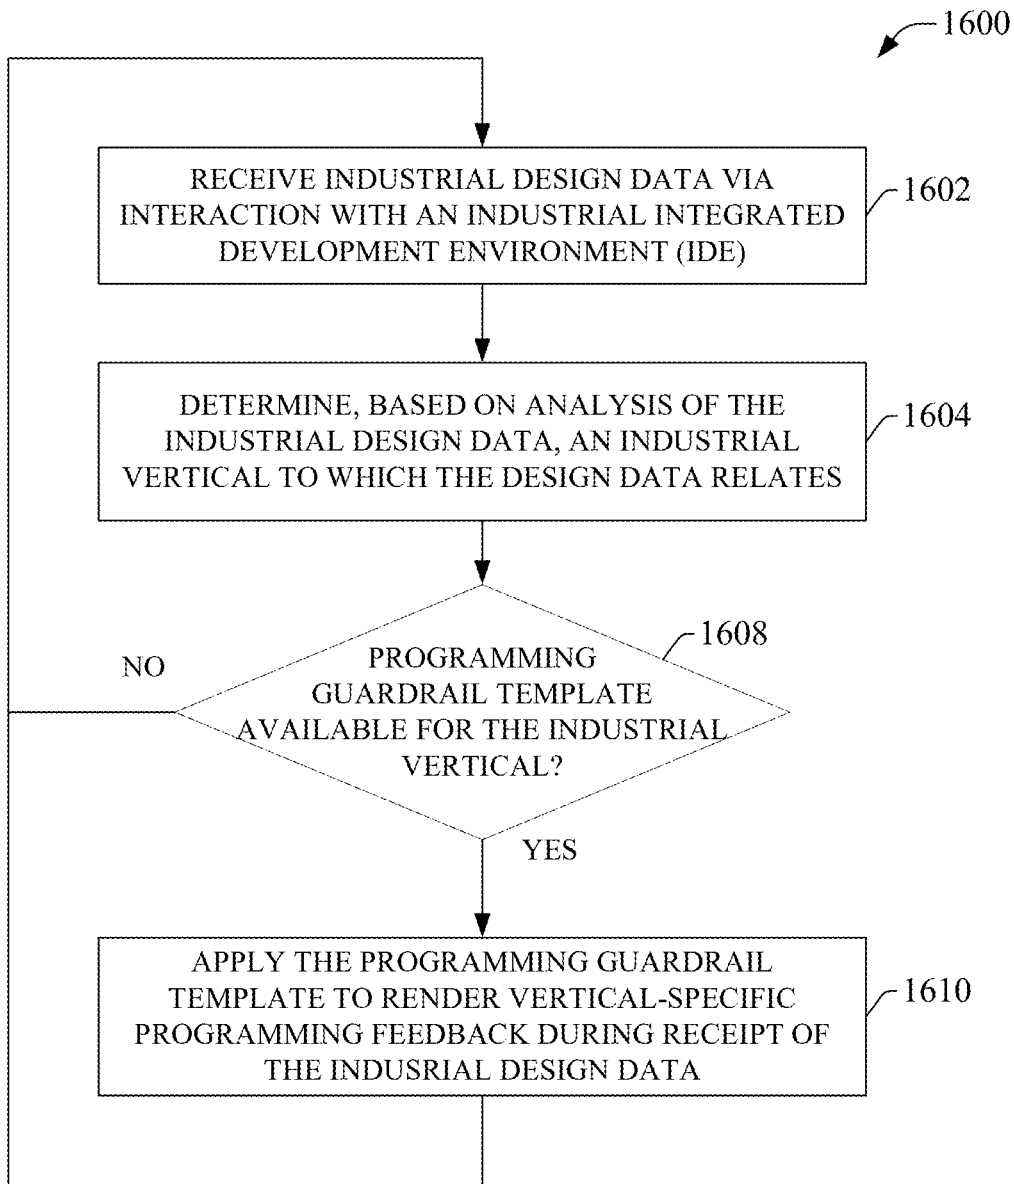 1600
RECEIVE INDUSTRIAL DESIGN DATA VIA
INTERACTION WITH AN INDUSTRIAL INTEGRATED
DEVELOPMENT ENVIRONMENT (IDE)
1602
DETERMINE, BASED ON ANALYSIS OF THE
INDUSTRIAL DESIGN DATA, AN INDUSTRIAL
VERTICAL TO WHICH THE DESIGN DATA RELATES
1604
PROGRAMMING
GUARDRAIL TEMPLATE
AVAILABLE FOR THE INDUSTRIAL
VERTICAL?
1608
NO
YES
APPLY THE PROGRAMMING GUARDRAIL
TEMPLATE TO RENDER VERTICAL-SPECIFIC
PROGRAMMING FEEDBACK DURING RECEIPT OF
THE INDUSRIAL DESIGN DATA
1610